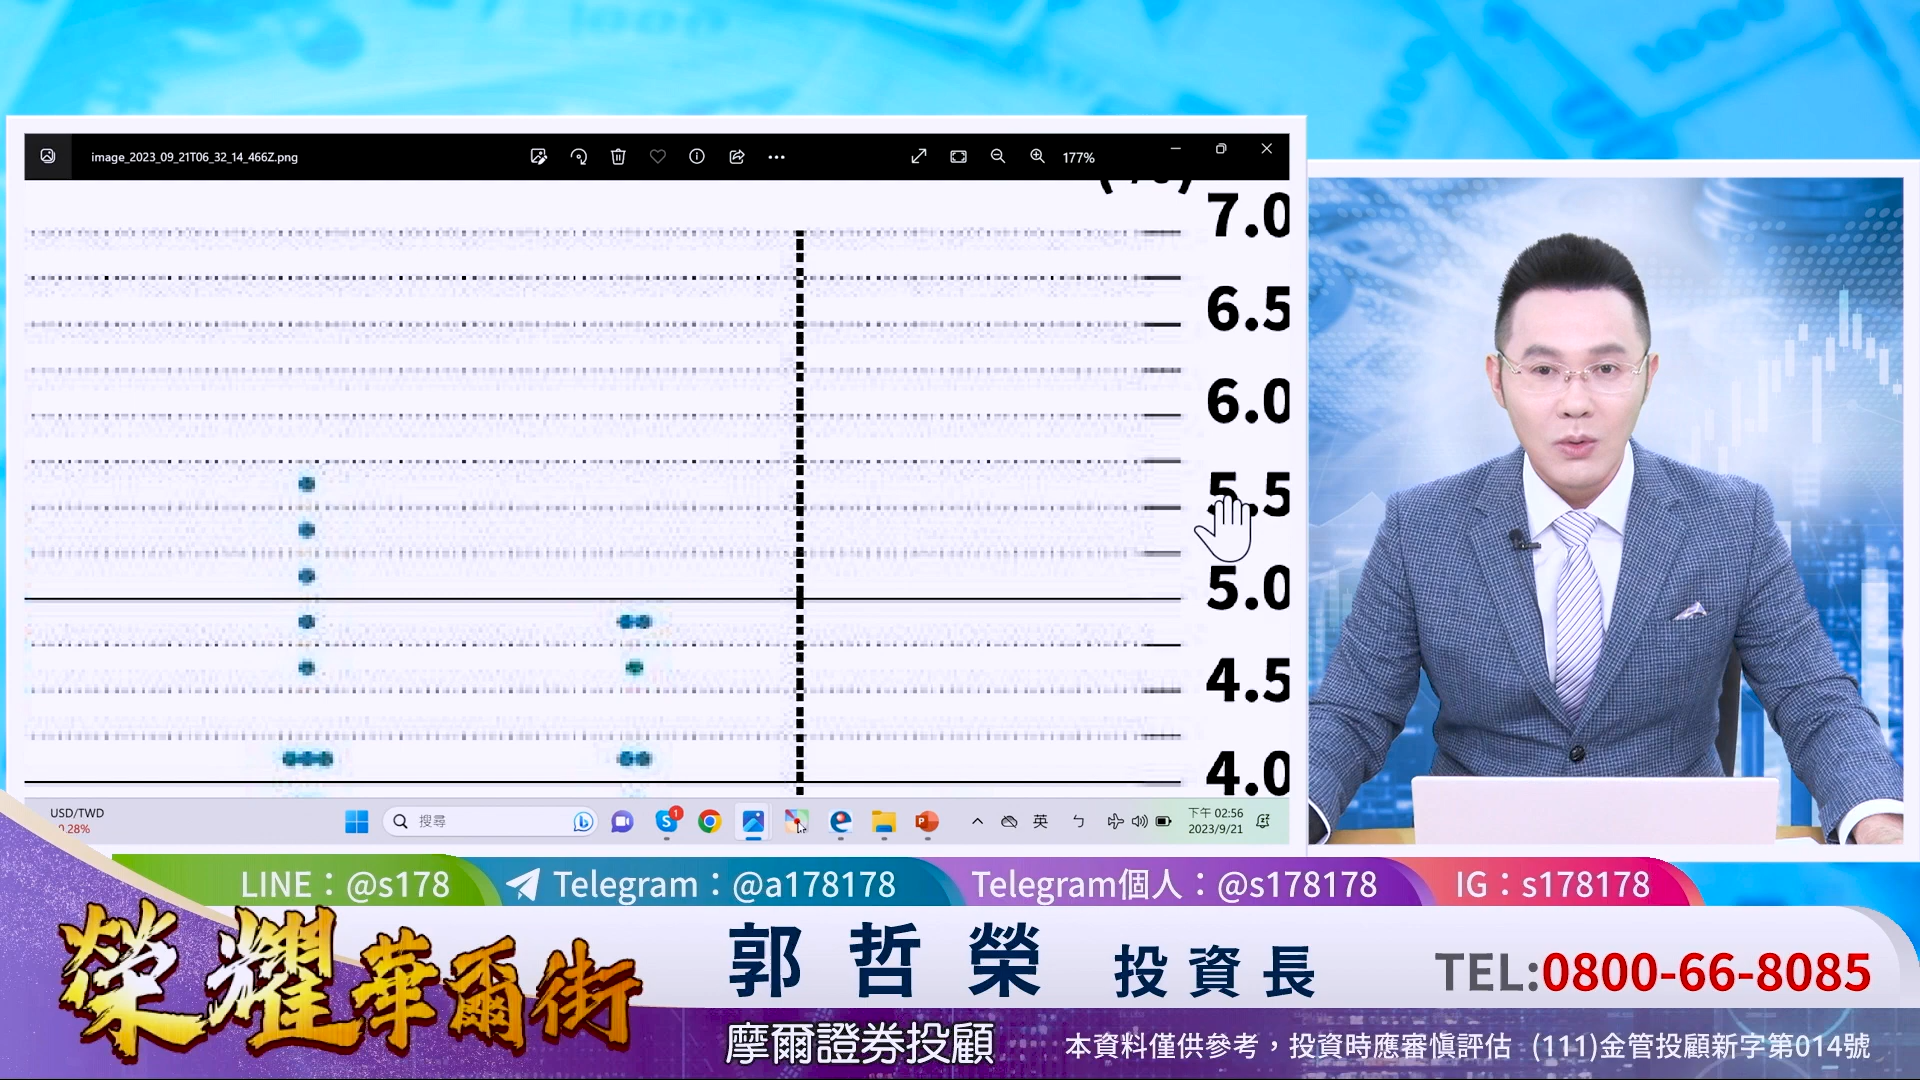 image_2023_09_21T06_32_14_466Z.png
177%
7.0
6.5
6.0
5.5
5.0
4.5
4.0
USD/TWD
0.28%
搜尋
1
英
ㄅ
下午 02:56
2023/9/21
LINE：@s178
Telegram：@a178178
Telegram個人：@s178178
IG：s178178
榮耀華爾街
郭哲榮 投資長
TEL:0800-66-8085
摩爾證券投顧
本資料僅供參考，投資時應審慎評估 (111)金管投顧新字第014號